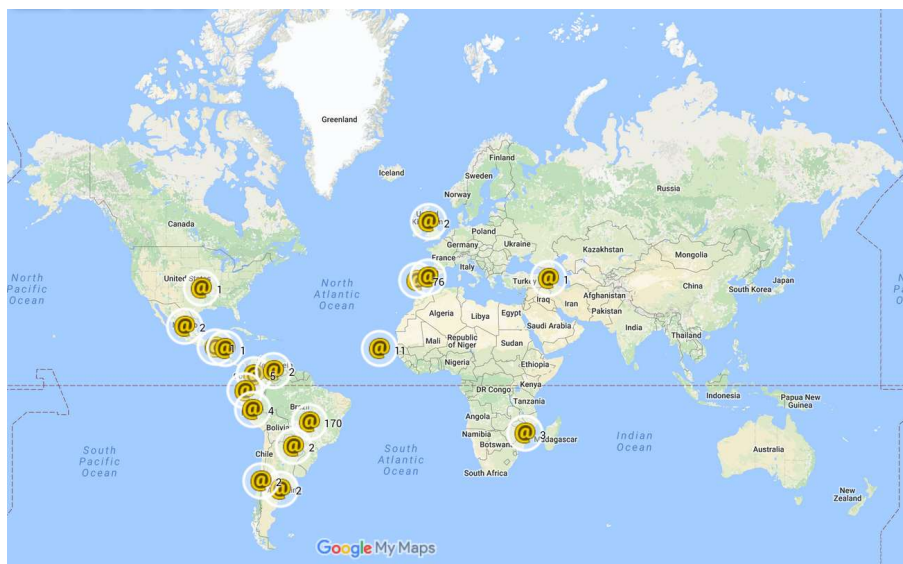 Greenland
Iceland
Finland
Sweden
Norway
Russia
Canada
@ 2
Poland
Germany
Ukraine
France
Kazakhstan
Mongolia
Italy
North
Pacific
Ocean
United States
@ 1
North
Atlantic
Ocean
@ @ 76
Turkey
@ 1
China
South Korea
Japan
Iraq
Iran
Afghanistan
Pakistan
North
Pacific
Ocean
@ 2
Algeria
Libya
Egypt
Saudi Arabia
India
@ @ 1
@ 11
Mali
Republic
of Niger
Sudan
Thailand
Nigeria
Ethiopia
@ 5
@ 2
@
DR Congo
Kenya
Tanzania
Indonesia
Papua New
Guinea
@ 4
@ 170
Angola
Namibia
Botswana
@ 3
Madagascar
Bolivia
@ 2
South
Pacific
Ocean
Chile
South
Atlantic
Ocean
Indian
Ocean
Australia
South Africa
@ 2
@ 2
New
Zealand
Google My Maps